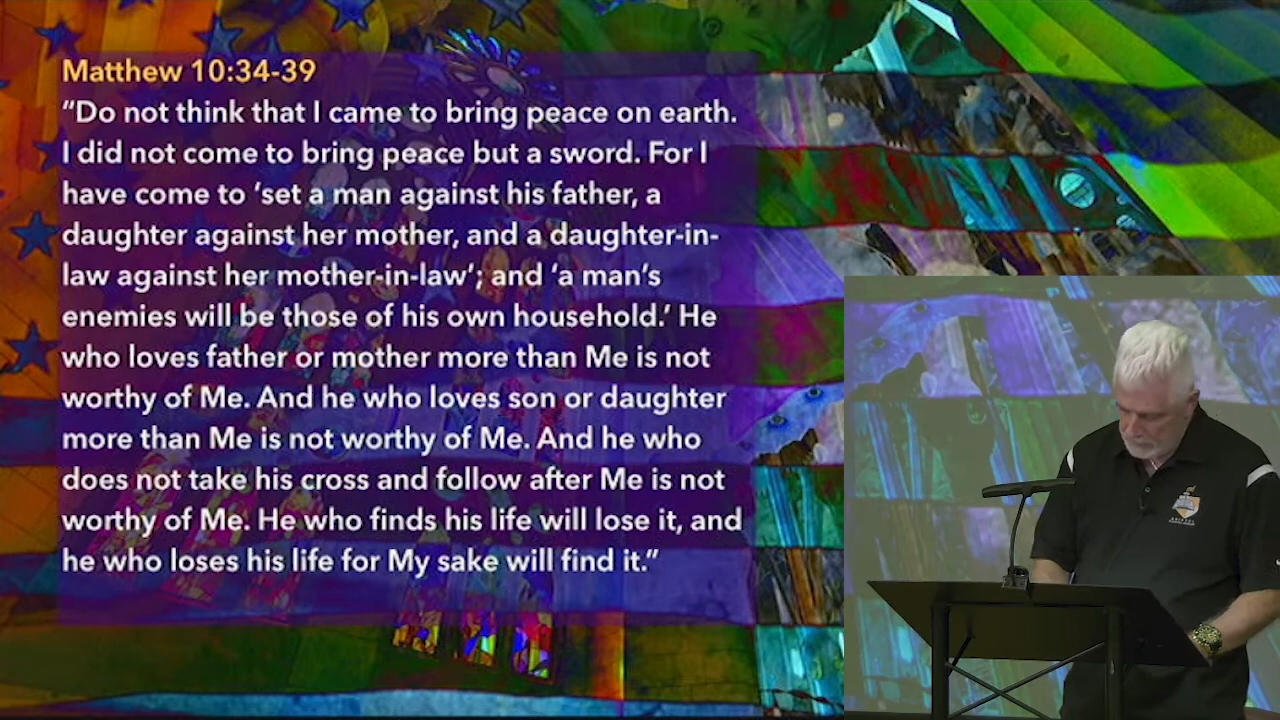 Matthew 10:34-39
“Do not think that I came to bring peace on earth.
I did not come to bring peace but a sword. For I
have come to ‘set a man against his father, a
daughter against her mother, and a daughter-in-
law against her mother-in-law’; and ‘a man’s
enemies will be those of his own household.’ He
who loves father or mother more than Me is not
worthy of Me. And he who loves son or daughter
more than Me is not worthy of Me. And he who
does not take his cross and follow after Me is not
worthy of Me. He who finds his life will lose it, and
he who loses his life for My sake will find it.”